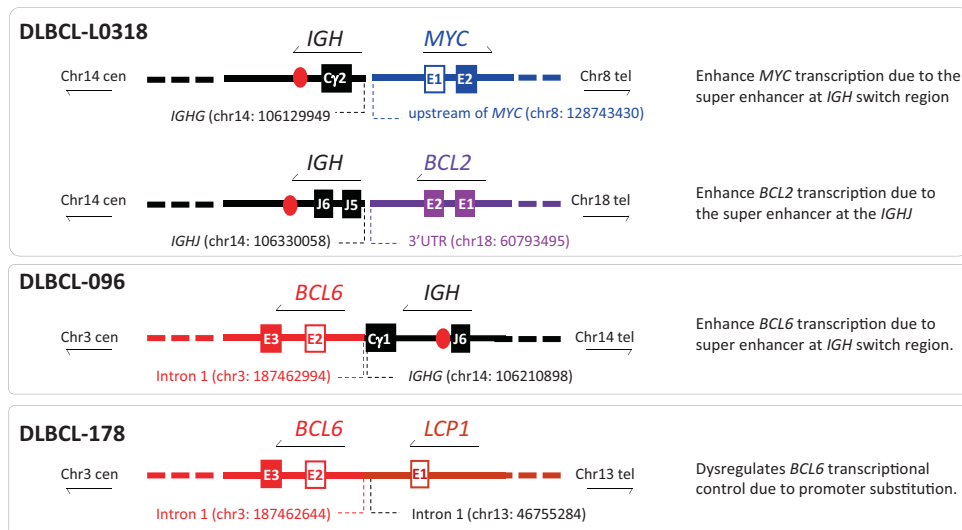 DLBCL-L0318
IGH MYC
Chr14 cen Cγ2 E1 E2 Chr8 tel
Enhance MYC transcription due to the
super enhancer at IGH switch region
IGHG (chr14: 106129949 upstream of MYC (chr8: 128743430)
IGH BCL2
Chr14 cen J6 J5 E2 E1 Chr18 tel
Enhance BCL2 transcription due to
the super enhancer at the IGHJ
IGHJ (chr14: 106330058) 3'UTR (chr18: 60793495)
DLBCL-096
BCL6 IGH
Chr3 cen E3 E2 Cγ1 J6 Chr14 tel
Enhance BCL6 transcription due to
super enhancer at IGH switch region.
Intron 1 (chr3: 187462994) IGHG (chr14: 106210898)
DLBCL-178
BCL6 LCP1
Chr3 cen E3 E2 E1 Chr13 tel
Dysregulates BCL6 transcriptional
control due to promoter substitution.
Intron 1 (chr3: 187462644) Intron 1 (chr13: 46755284)